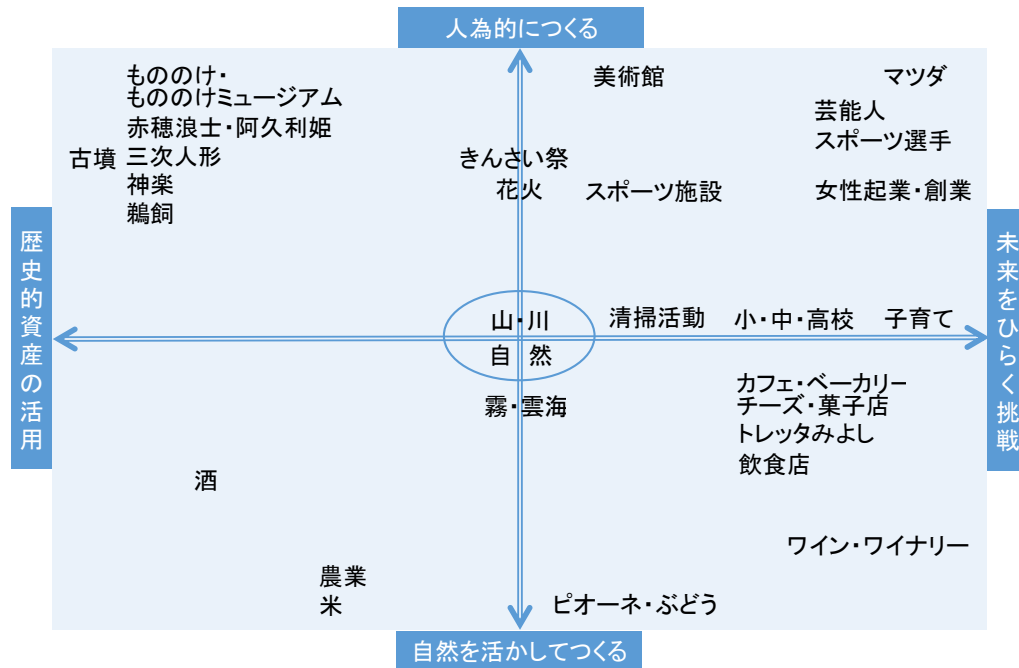 人為的につくる
もののけ・
もののけミュージアム
赤穂浪士・阿久利姫
古墳
三次人形
神楽
鵜飼
きんさい祭
花火
美術館
スポーツ施設
マツダ
芸能人
スポーツ選手
女性起業・創業
歴史的資産の活用
山・川
自然
清掃活動
小・中・高校
子育て
未来をひらく挑戦
霧・雲海
カフェ・ベーカリー
チーズ・菓子店
トレッタみよし
飲食店
酒
ワイン・ワイナリー
農業
米
ピオーネ・ぶどう
自然を活かしてつくる